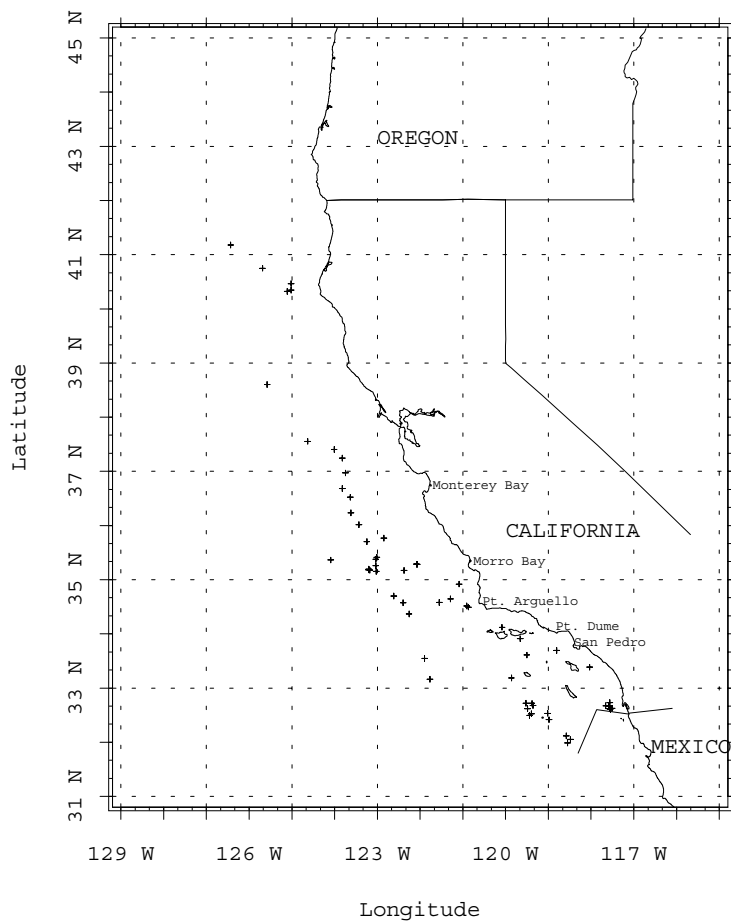 45 N
43 N
41 N
39 N
37 N
35 N
33 N
31 N
Latitude
OREGON
Monterey Bay
CALIFORNIA
Morro Bay
Pt. Arguello
Pt. Dume
San Pedro
MEXICO
129 W
126 W
123 W
120 W
117 W
Longitude